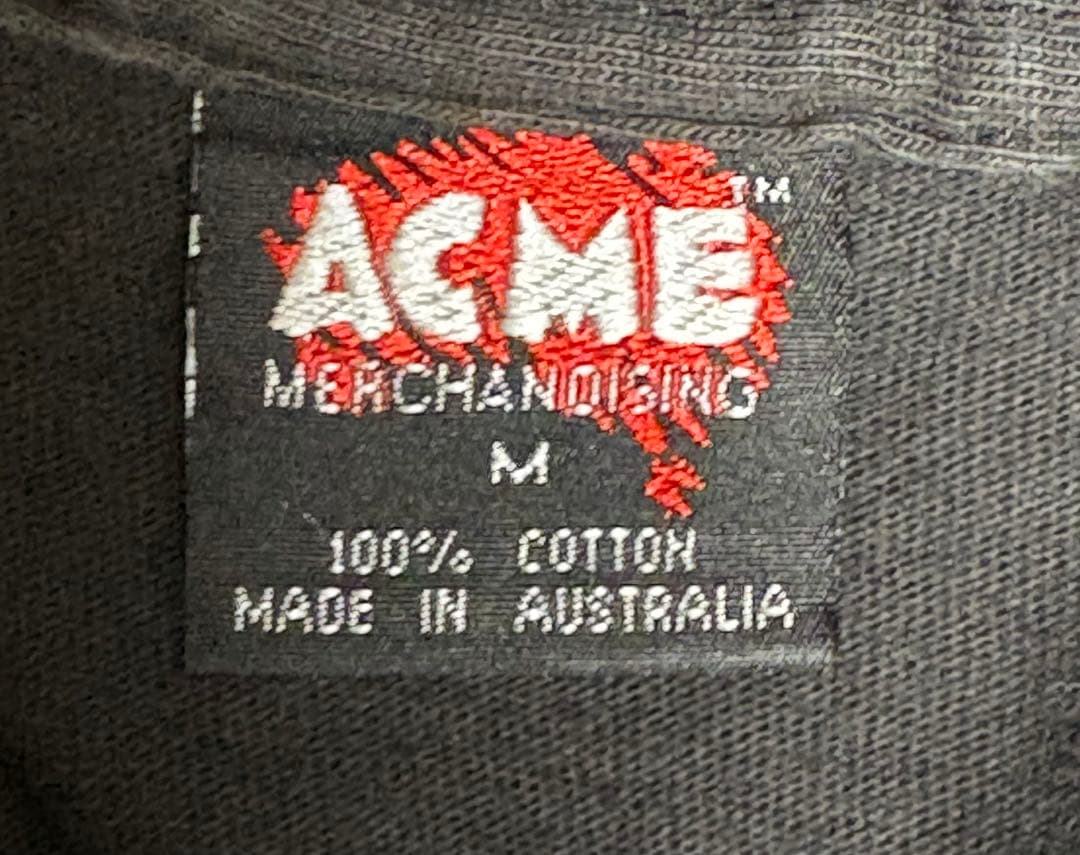 ACME™
MERCHANDISING
M
100% COTTON
MADE IN AUSTRALIA